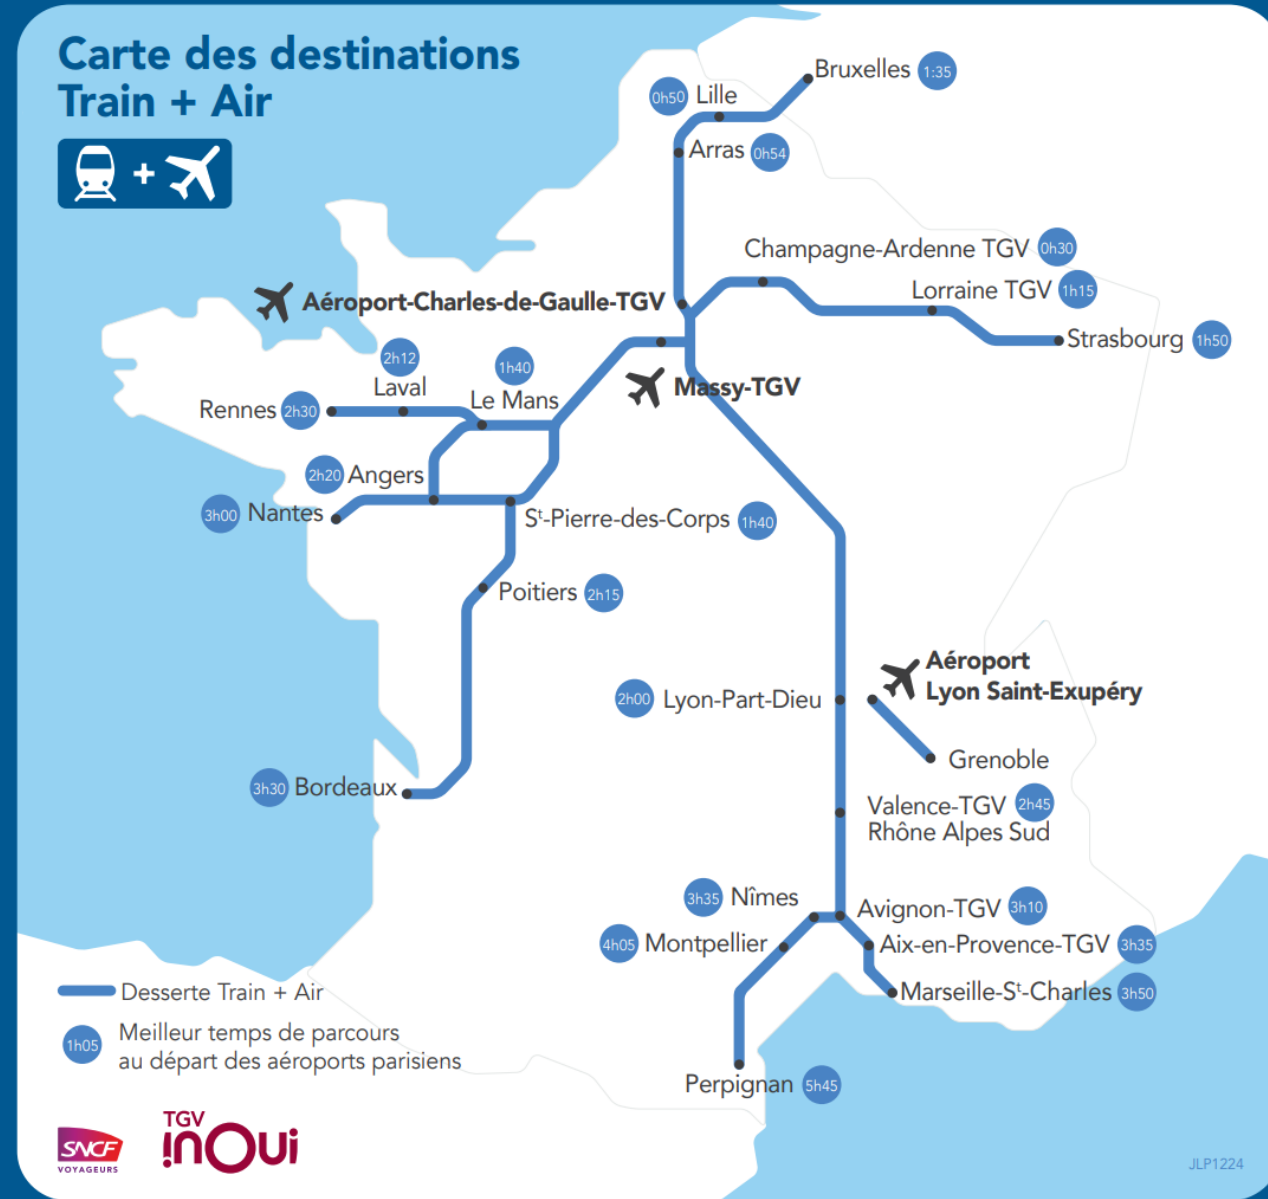 Carte des destinations
Train + Air
+
Bruxelles 1:35
0h50 Lille
Arras 0h54
Champagne-Ardenne TGV 0h30
Lorraine TGV 1h15
Aéroport-Charles-de-Gaulle-TGV
Strasbourg 1h50
2h12
Laval
1h40
Le Mans
Massy-TGV
Rennes 2h30
2h20 Angers
3h00 Nantes
St-Pierre-des-Corps 1h40
Poitiers 2h15
Aéroport
Lyon Saint-Exupéry
2h00 Lyon-Part-Dieu
Grenoble
3h30 Bordeaux
Valence-TGV 2h45
Rhône Alpes Sud
3h35 Nîmes
Avignon-TGV 3h10
4h05 Montpellier
Aix-en-Provence-TGV 3h35
Marseille-St-Charles 3h50
Perpignan 5h45
Desserte Train + Air
1h05
Meilleur temps de parcours
au départ des aéroports parisiens
SNCF
VOYAGEURS
TGV
inOui
JLP1224